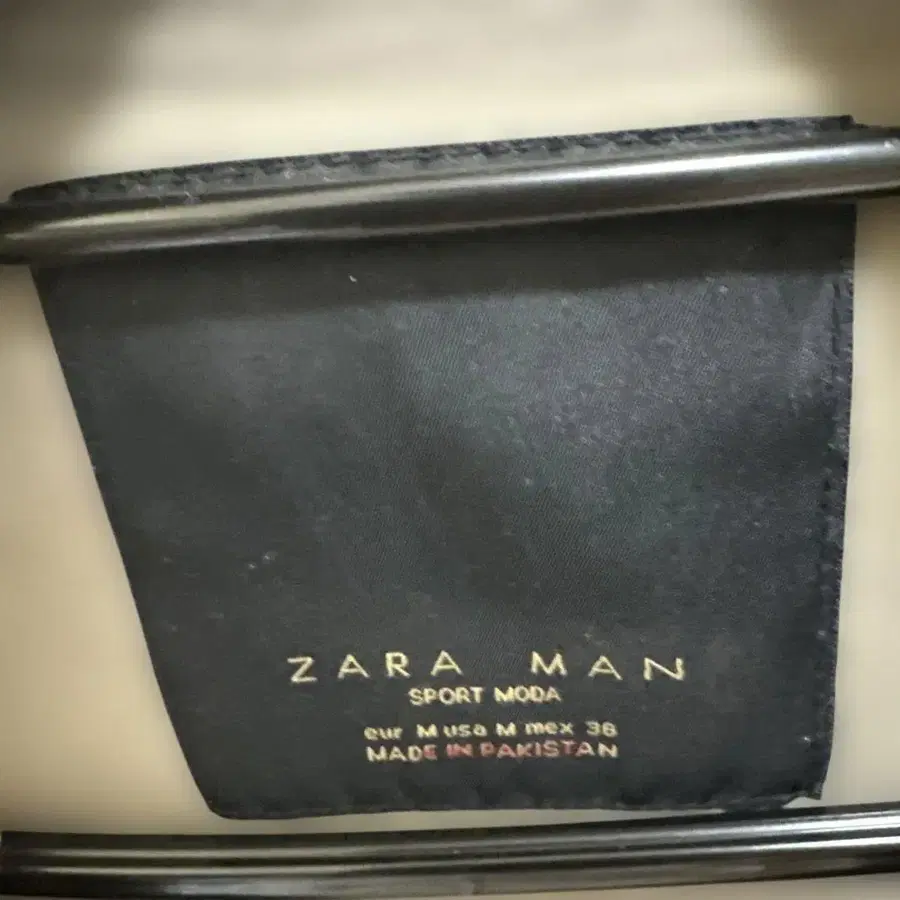 ZARA MAN
SPORT MODA
eur M usa M mex 38
MADE IN PAKISTAN